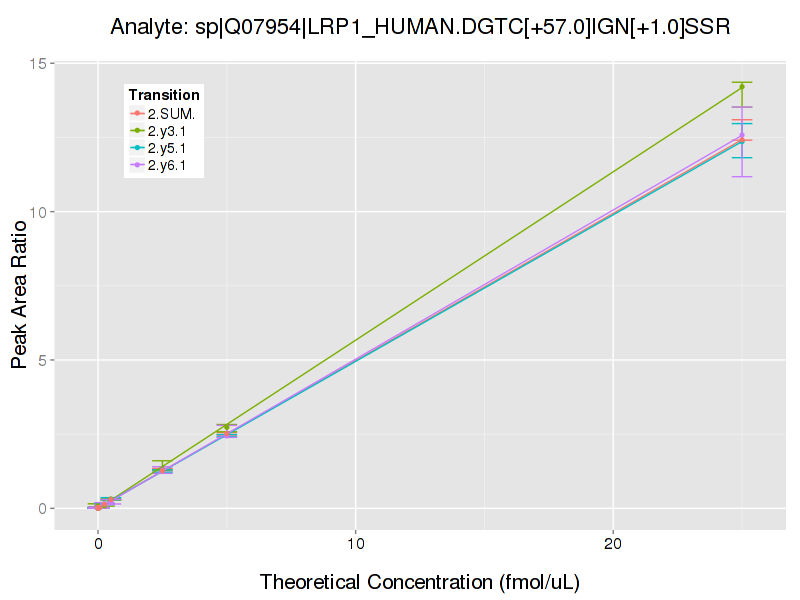 Analyte: sp|Q07954|LRP1_HUMAN.DGTC[+57.0]IGN[+1.0]SSR
Transition
2.SUM.
2.y3.1
2.y5.1
2.y6.1
15
10
5
0
Peak Area Ratio
0 10 20
Theoretical Concentration (fmol/uL)